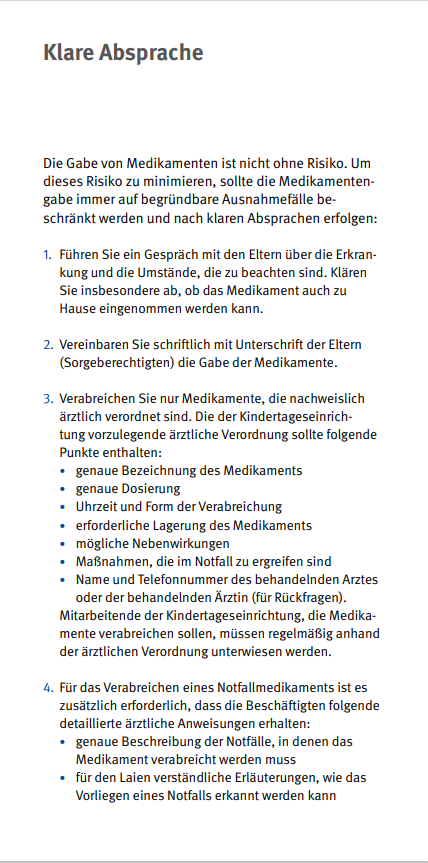 Klare Absprache
Die Gabe von Medikamenten ist nicht ohne Risiko. Um
dieses Risiko zu minimieren, sollte die Medikamenten-
gabe immer auf begründbare Ausnahmefälle be-
schränkt werden und nach klaren Absprachen erfolgen:
1. Führen Sie ein Gespräch mit den Eltern über die Erkran-
kung und die Umstände, die zu beachten sind. Klären
Sie insbesondere ab, ob das Medikament auch zu
Hause eingenommen werden kann.
2. Vereinbaren Sie schriftlich mit Unterschrift der Eltern
(Sorgeberechtigten) die Gabe der Medikamente.
3. Verabreichen Sie nur Medikamente, die nachweislich
ärztlich verordnet sind. Die der Kindertageseinrich-
tung vorzulegende ärztliche Verordnung sollte folgende
Punkte enthalten:
• genaue Bezeichnung des Medikaments
• genaue Dosierung
• Uhrzeit und Form der Verabreichung
• erforderliche Lagerung des Medikaments
• mögliche Nebenwirkungen
• Maßnahmen, die im Notfall zu ergreifen sind
• Name und Telefonnummer des behandelnden Arztes
oder der behandelnden Ärztin (für Rückfragen).
Mitarbeitende der Kindertageseinrichtung, die Medika-
mente verabreichen sollen, müssen regelmäßig anhand
der ärztlichen Verordnung unterwiesen werden.
4. Für das Verabreichen eines Notfallmedikaments ist es
zusätzlich erforderlich, dass die Beschäftigten folgende
detaillierte ärztliche Anweisungen erhalten:
• genaue Beschreibung der Notfälle, in denen das
Medikament verabreicht werden muss
• für den Laien verständliche Erläuterungen, wie das
Vorliegen eines Notfalls erkannt werden kann